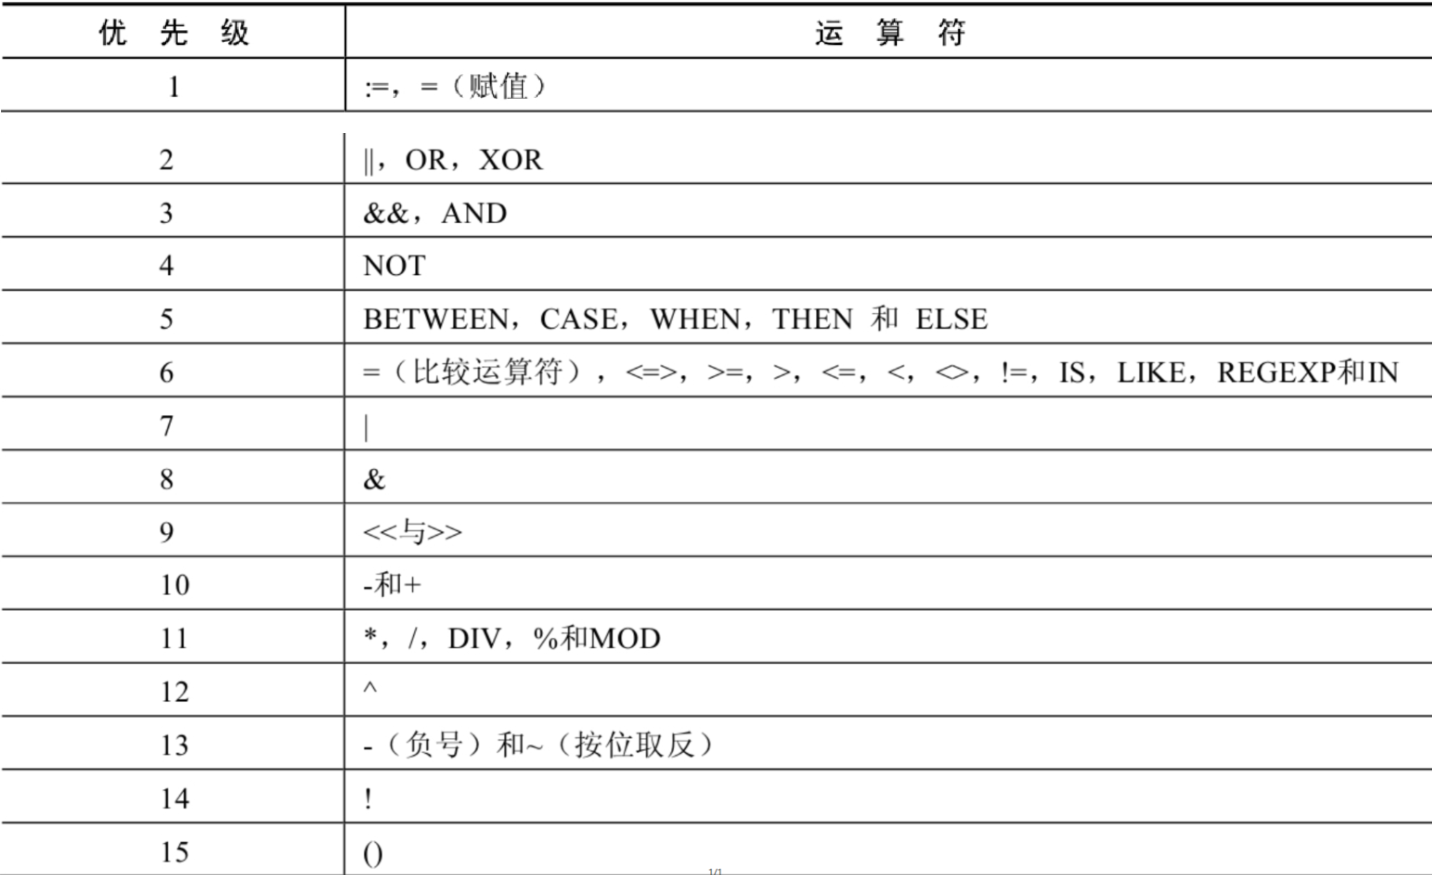 优 先 级 运 算 符
1 :=，=（赋值）
2 ||，OR，XOR
3 &&，AND
4 NOT
5 BETWEEN，CASE，WHEN，THEN 和 ELSE
6 =（比较运算符），<=>，>=，>，<=，<，<>，!=，IS，LIKE，REGEXP和IN
7 |
8 &
9 <<与>>
10 -和+
11 *，/，DIV，%和MOD
12 ^
13 -（负号）和~（按位取反）
14 !
15 ()